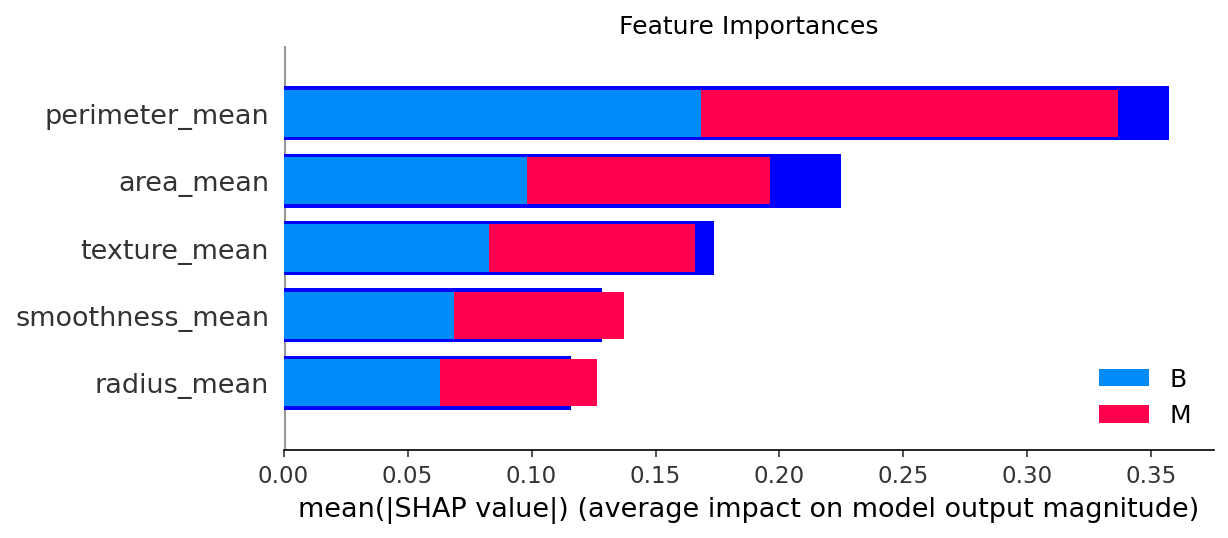 Feature Importances
perimeter_mean
area_mean
texture_mean
smoothness_mean
radius_mean
B
M
0.00 0.05 0.10 0.15 0.20 0.25 0.30 0.35
mean(|SHAP value|) (average impact on model output magnitude)